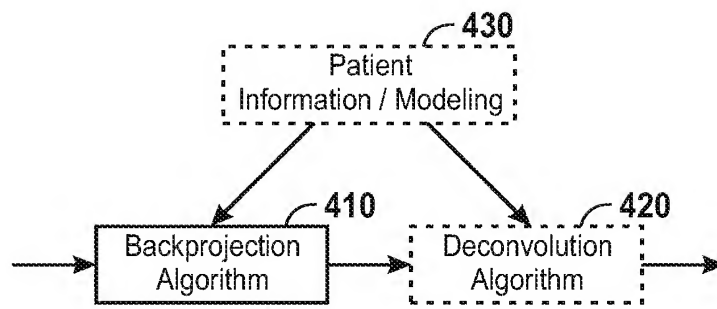 430
Patient
Information / Modeling
410
Backprojection
Algorithm
420
Deconvolution
Algorithm